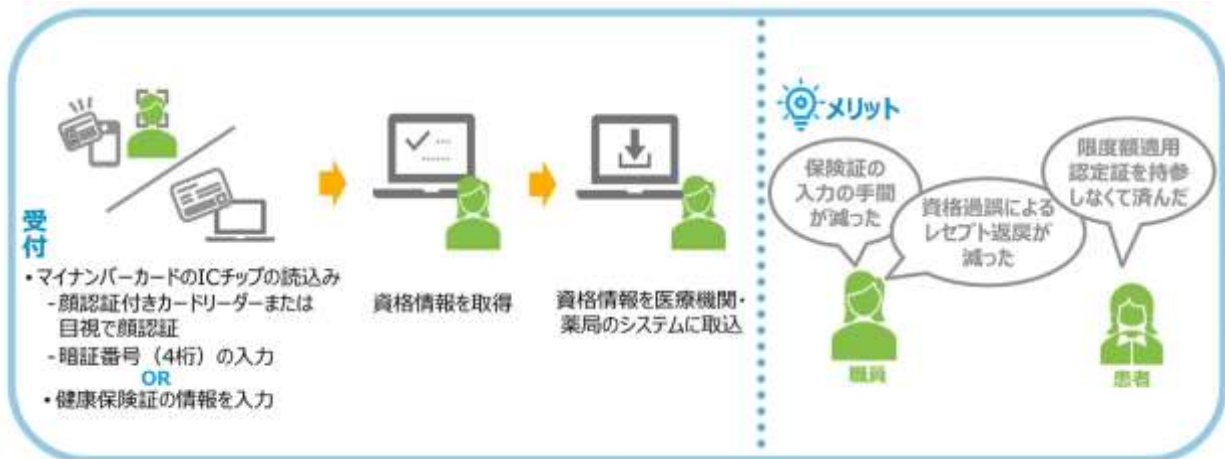 受付
・マイナンバーカードのICチップの読込み
-顔認証付きカードリーダーまたは
目視で顔認証
-暗証番号（4桁）の入力
OR
・健康保険証の情報を入力
資格情報を取得
資格情報を医療機関・
薬局のシステムに取込
メリット
保険証の
入力の手間
が減った
資格過誤による
レセプト返戻が
減った
限度額適用
認定証を持参
しなくて済んだ
職員
患者